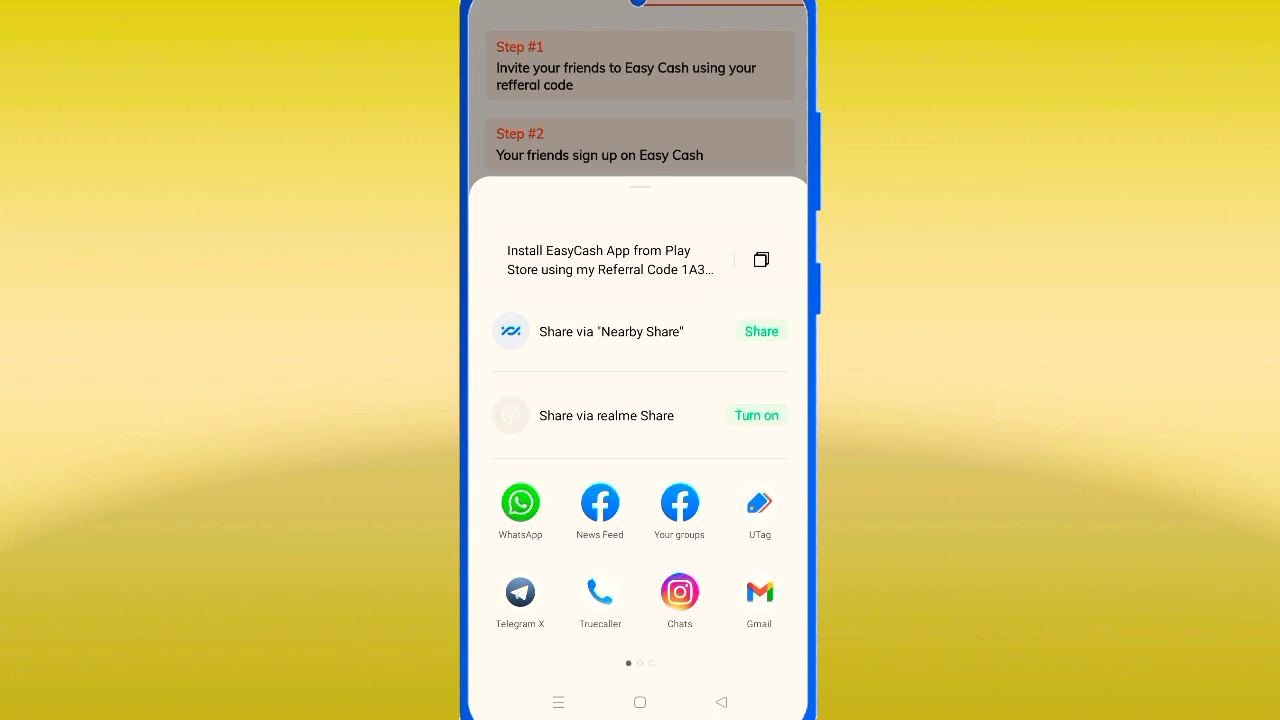 Step #1
Invite your friends to Easy Cash using your
refferal code
Step #2
Your friends sign up on Easy Cash
Install EasyCash App from Play
Store using my Referral Code 1A3...
Share via "Nearby Share"
Share
Share via realme Share
Turn on
WhatsApp
News Feed
Your groups
UTag
Telegram X
Truecaller
Chats
Gmail